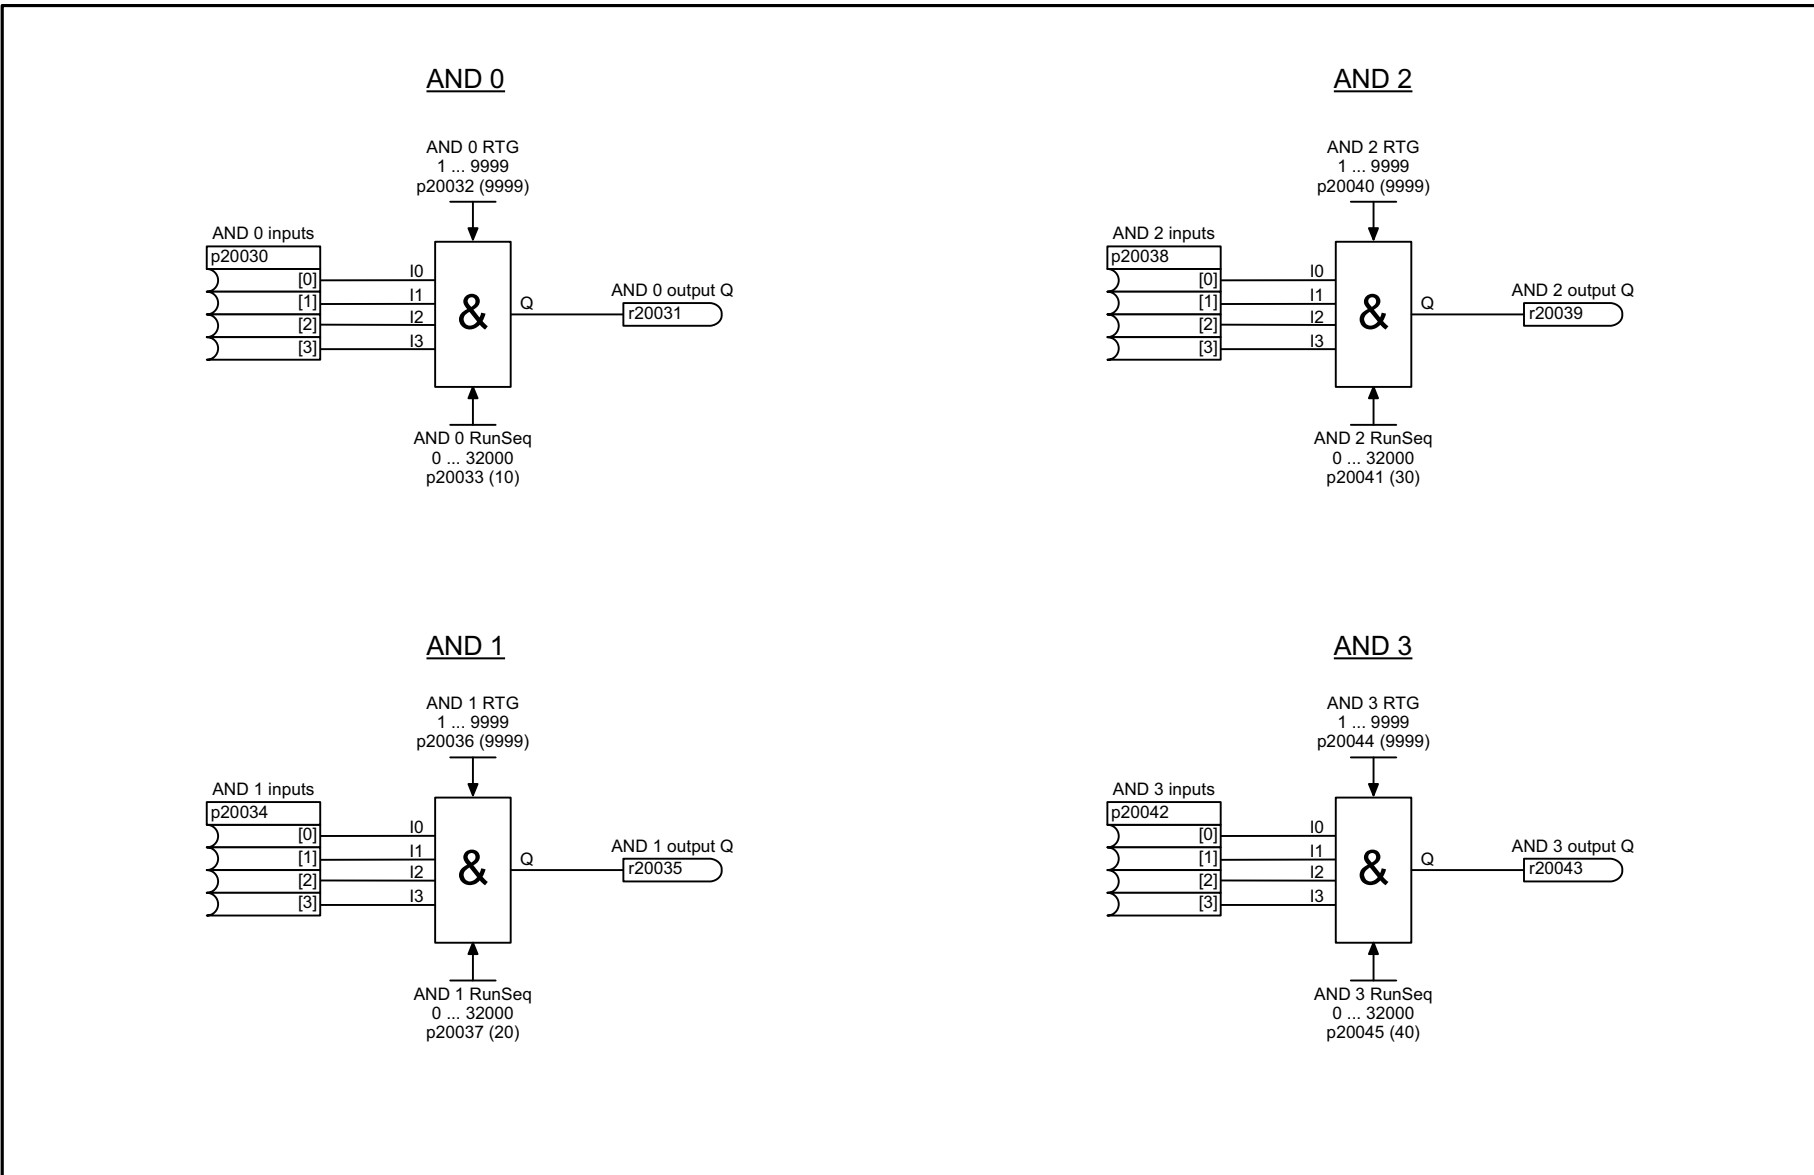 AND 0
AND 0 RTG
1 ... 9999
p20032 (9999)
AND 0 inputs
p20030
[0]
[1]
[2]
[3]
I0
I1
I2
I3
&
Q
AND 0 output Q
r20031
AND 0 RunSeq
0 ... 32000
p20033 (10)
AND 2
AND 2 RTG
1 ... 9999
p20040 (9999)
AND 2 inputs
p20038
[0]
[1]
[2]
[3]
I0
I1
I2
I3
&
Q
AND 2 output Q
r20039
AND 2 RunSeq
0 ... 32000
p20041 (30)
AND 1
AND 1 RTG
1 ... 9999
p20036 (9999)
AND 1 inputs
p20034
[0]
[1]
[2]
[3]
I0
I1
I2
I3
&
Q
AND 1 output Q
r20035
AND 1 RunSeq
0 ... 32000
p20037 (20)
AND 3
AND 3 RTG
1 ... 9999
p20044 (9999)
AND 3 inputs
p20042
[0]
[1]
[2]
[3]
I0
I1
I2
I3
&
Q
AND 3 output Q
r20043
AND 3 RunSeq
0 ... 32000
p20045 (40)